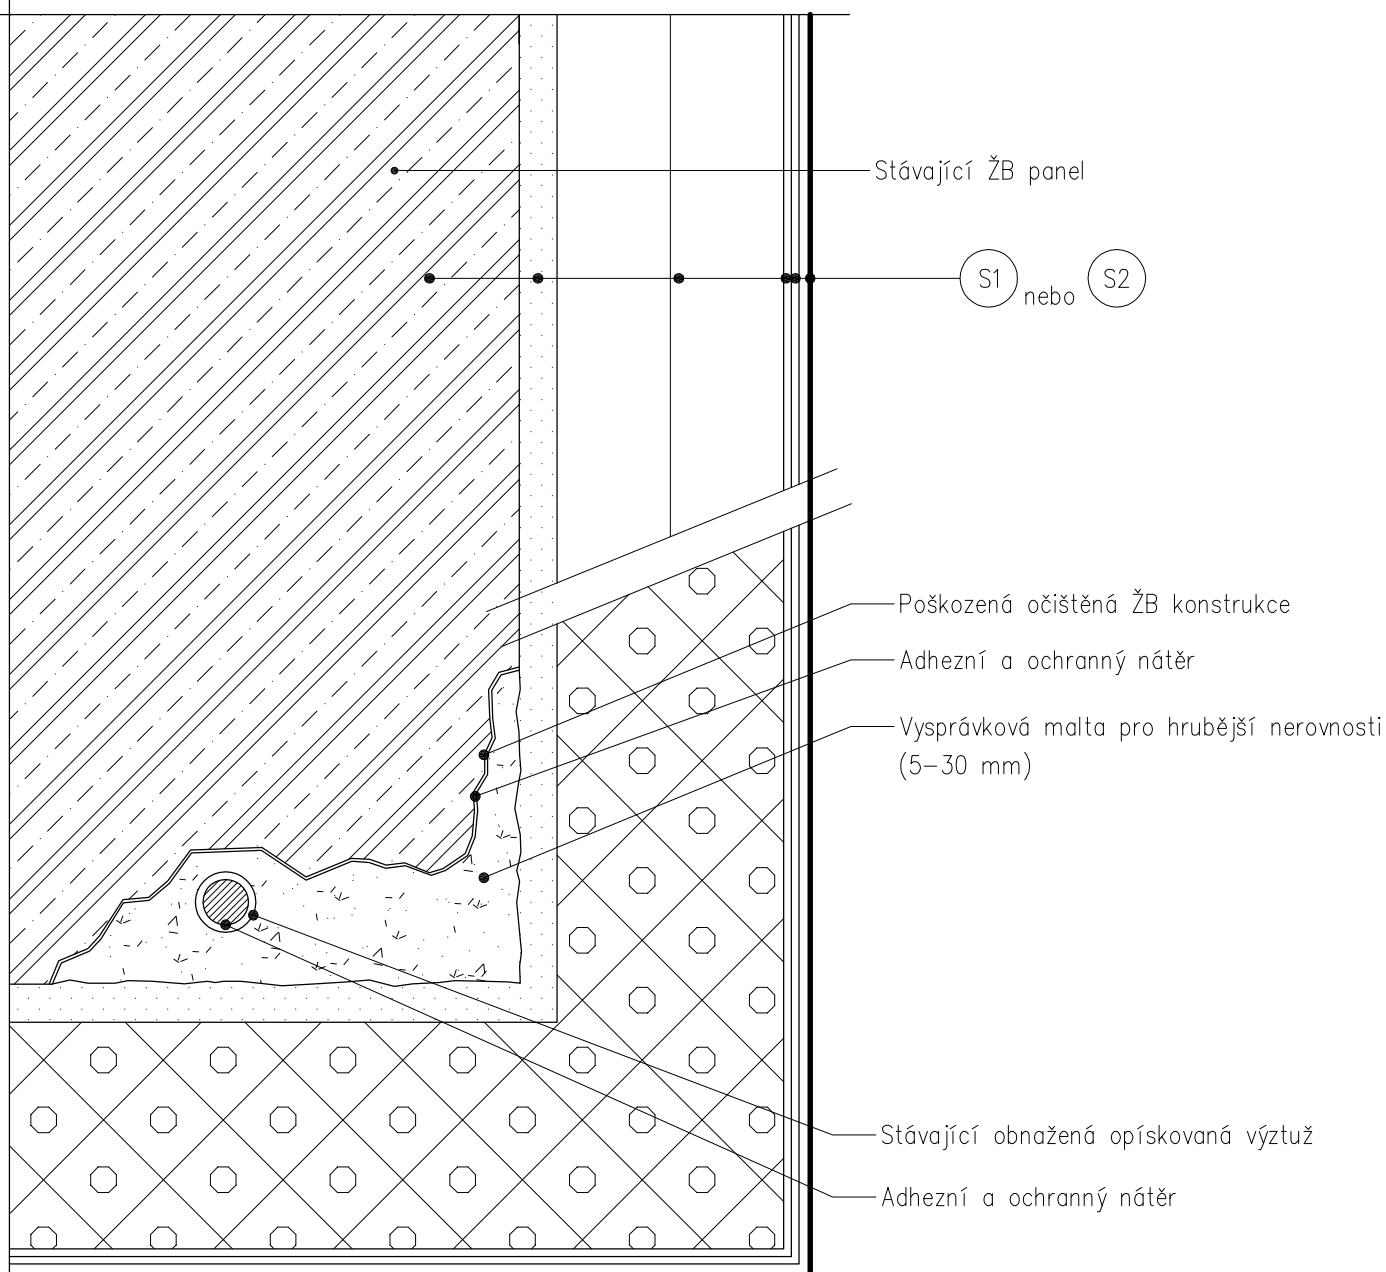 Stávající ŽB panel
S1 nebo S2
Poškozená očištěná ŽB konstrukce
Adhezní a ochranný nátěr
Vysprávková malta pro hrubější nerovnosti
(5-30 mm)
Stávající obnažená opískovaná výztuž
Adhezní a ochranný nátěr